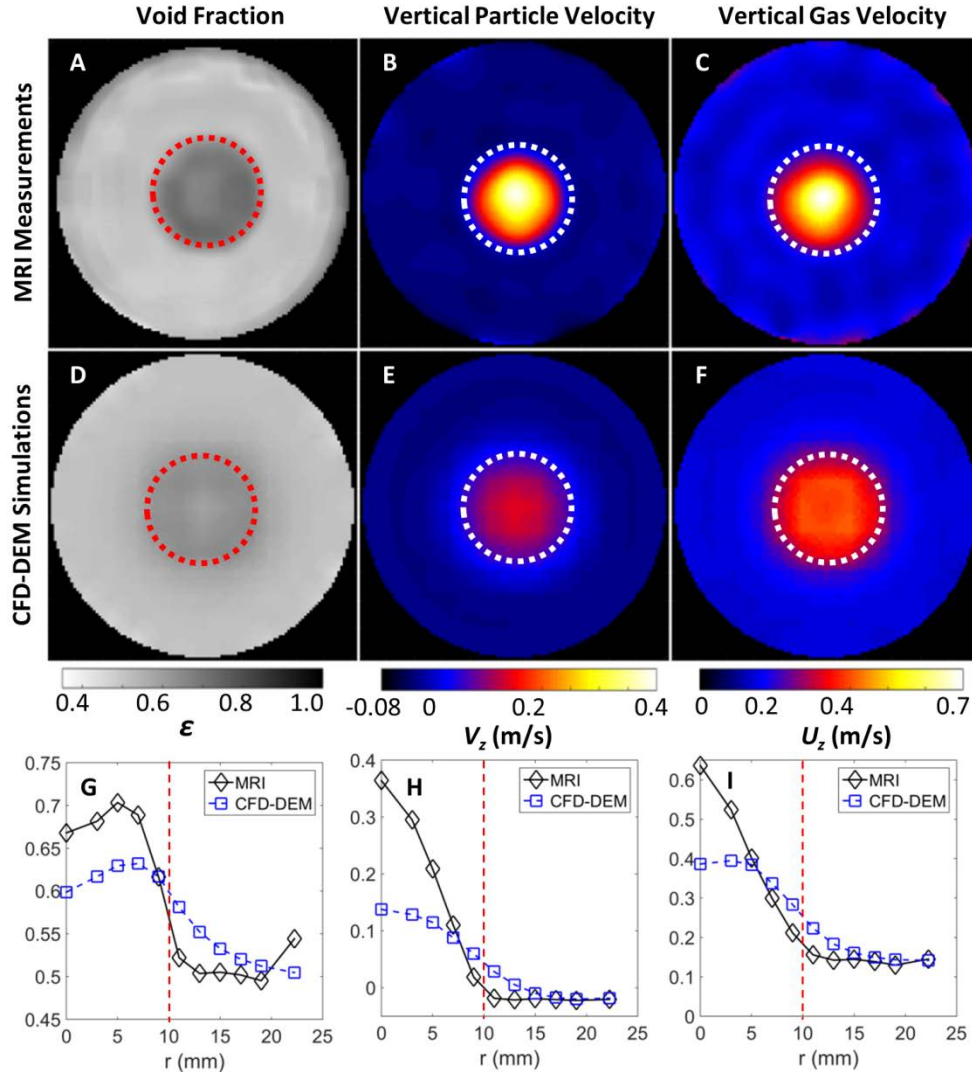 Void Fraction
Vertical Particle Velocity
Vertical Gas Velocity
MRI Measurements
A
B
C
CFD-DEM Simulations
D
E
F
0.4 0.6 0.8 1.0
ε
-0.08 0 0.2 0.4
Vz (m/s)
0 0.2 0.4 0.7
Uz (m/s)
G
MRI
CFD-DEM
0.75
0.7
0.65
0.6
0.55
0.5
0.45
0 5 10 15 20 25
r (mm)
H
MRI
CFD-DEM
0.4
0.3
0.2
0.1
0
0 5 10 15 20 25
r (mm)
I
MRI
CFD-DEM
0.6
0.5
0.4
0.3
0.2
0.1
0
0 5 10 15 20 25
r (mm)